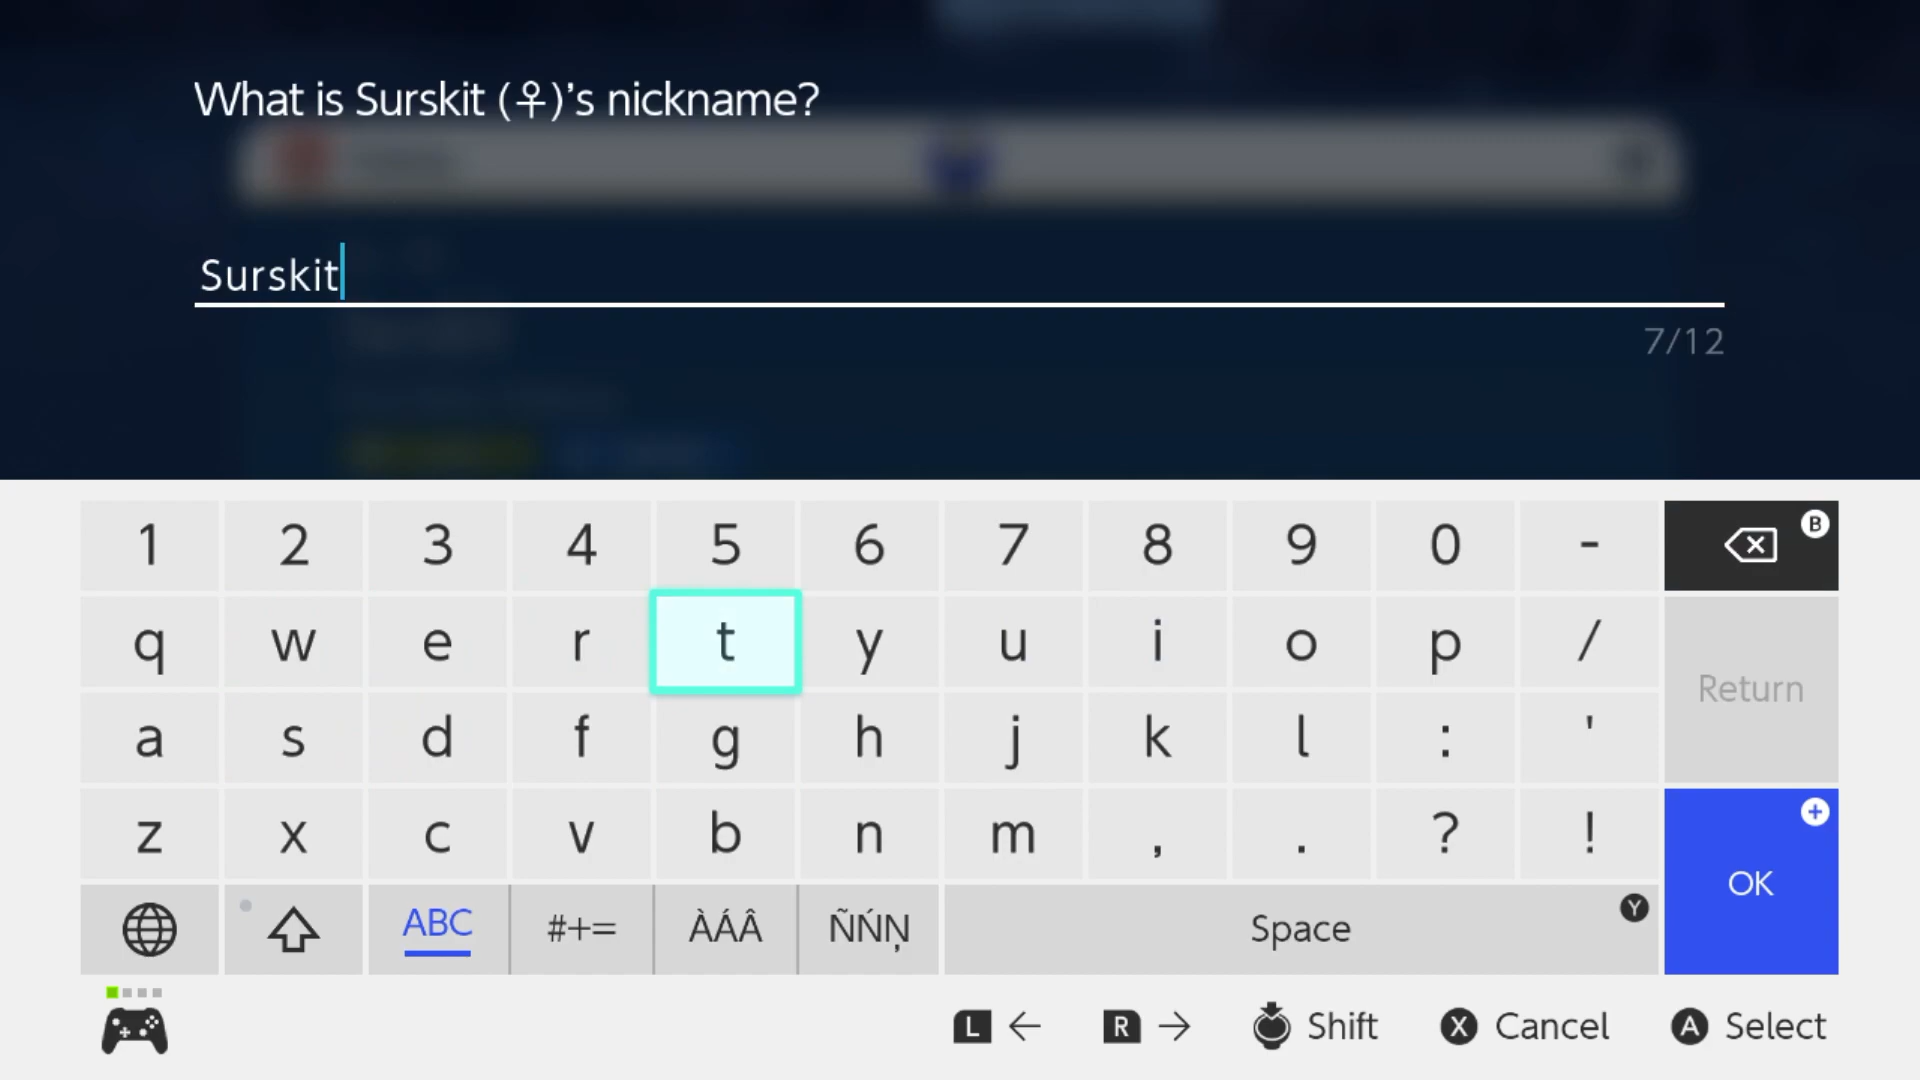 What is Surskit (♀)'s nickname?
Surskit
7/12
1 2 3 4 5 6 7 8 9 0 - B
q w e r t y u i o p / Return
a s d f g h j k l : '
z x c v b n m , . ? ! +
OK
ABC #+= ÀÁÂ ÑŃŅ Space Y
L ← R → Shift X Cancel A Select